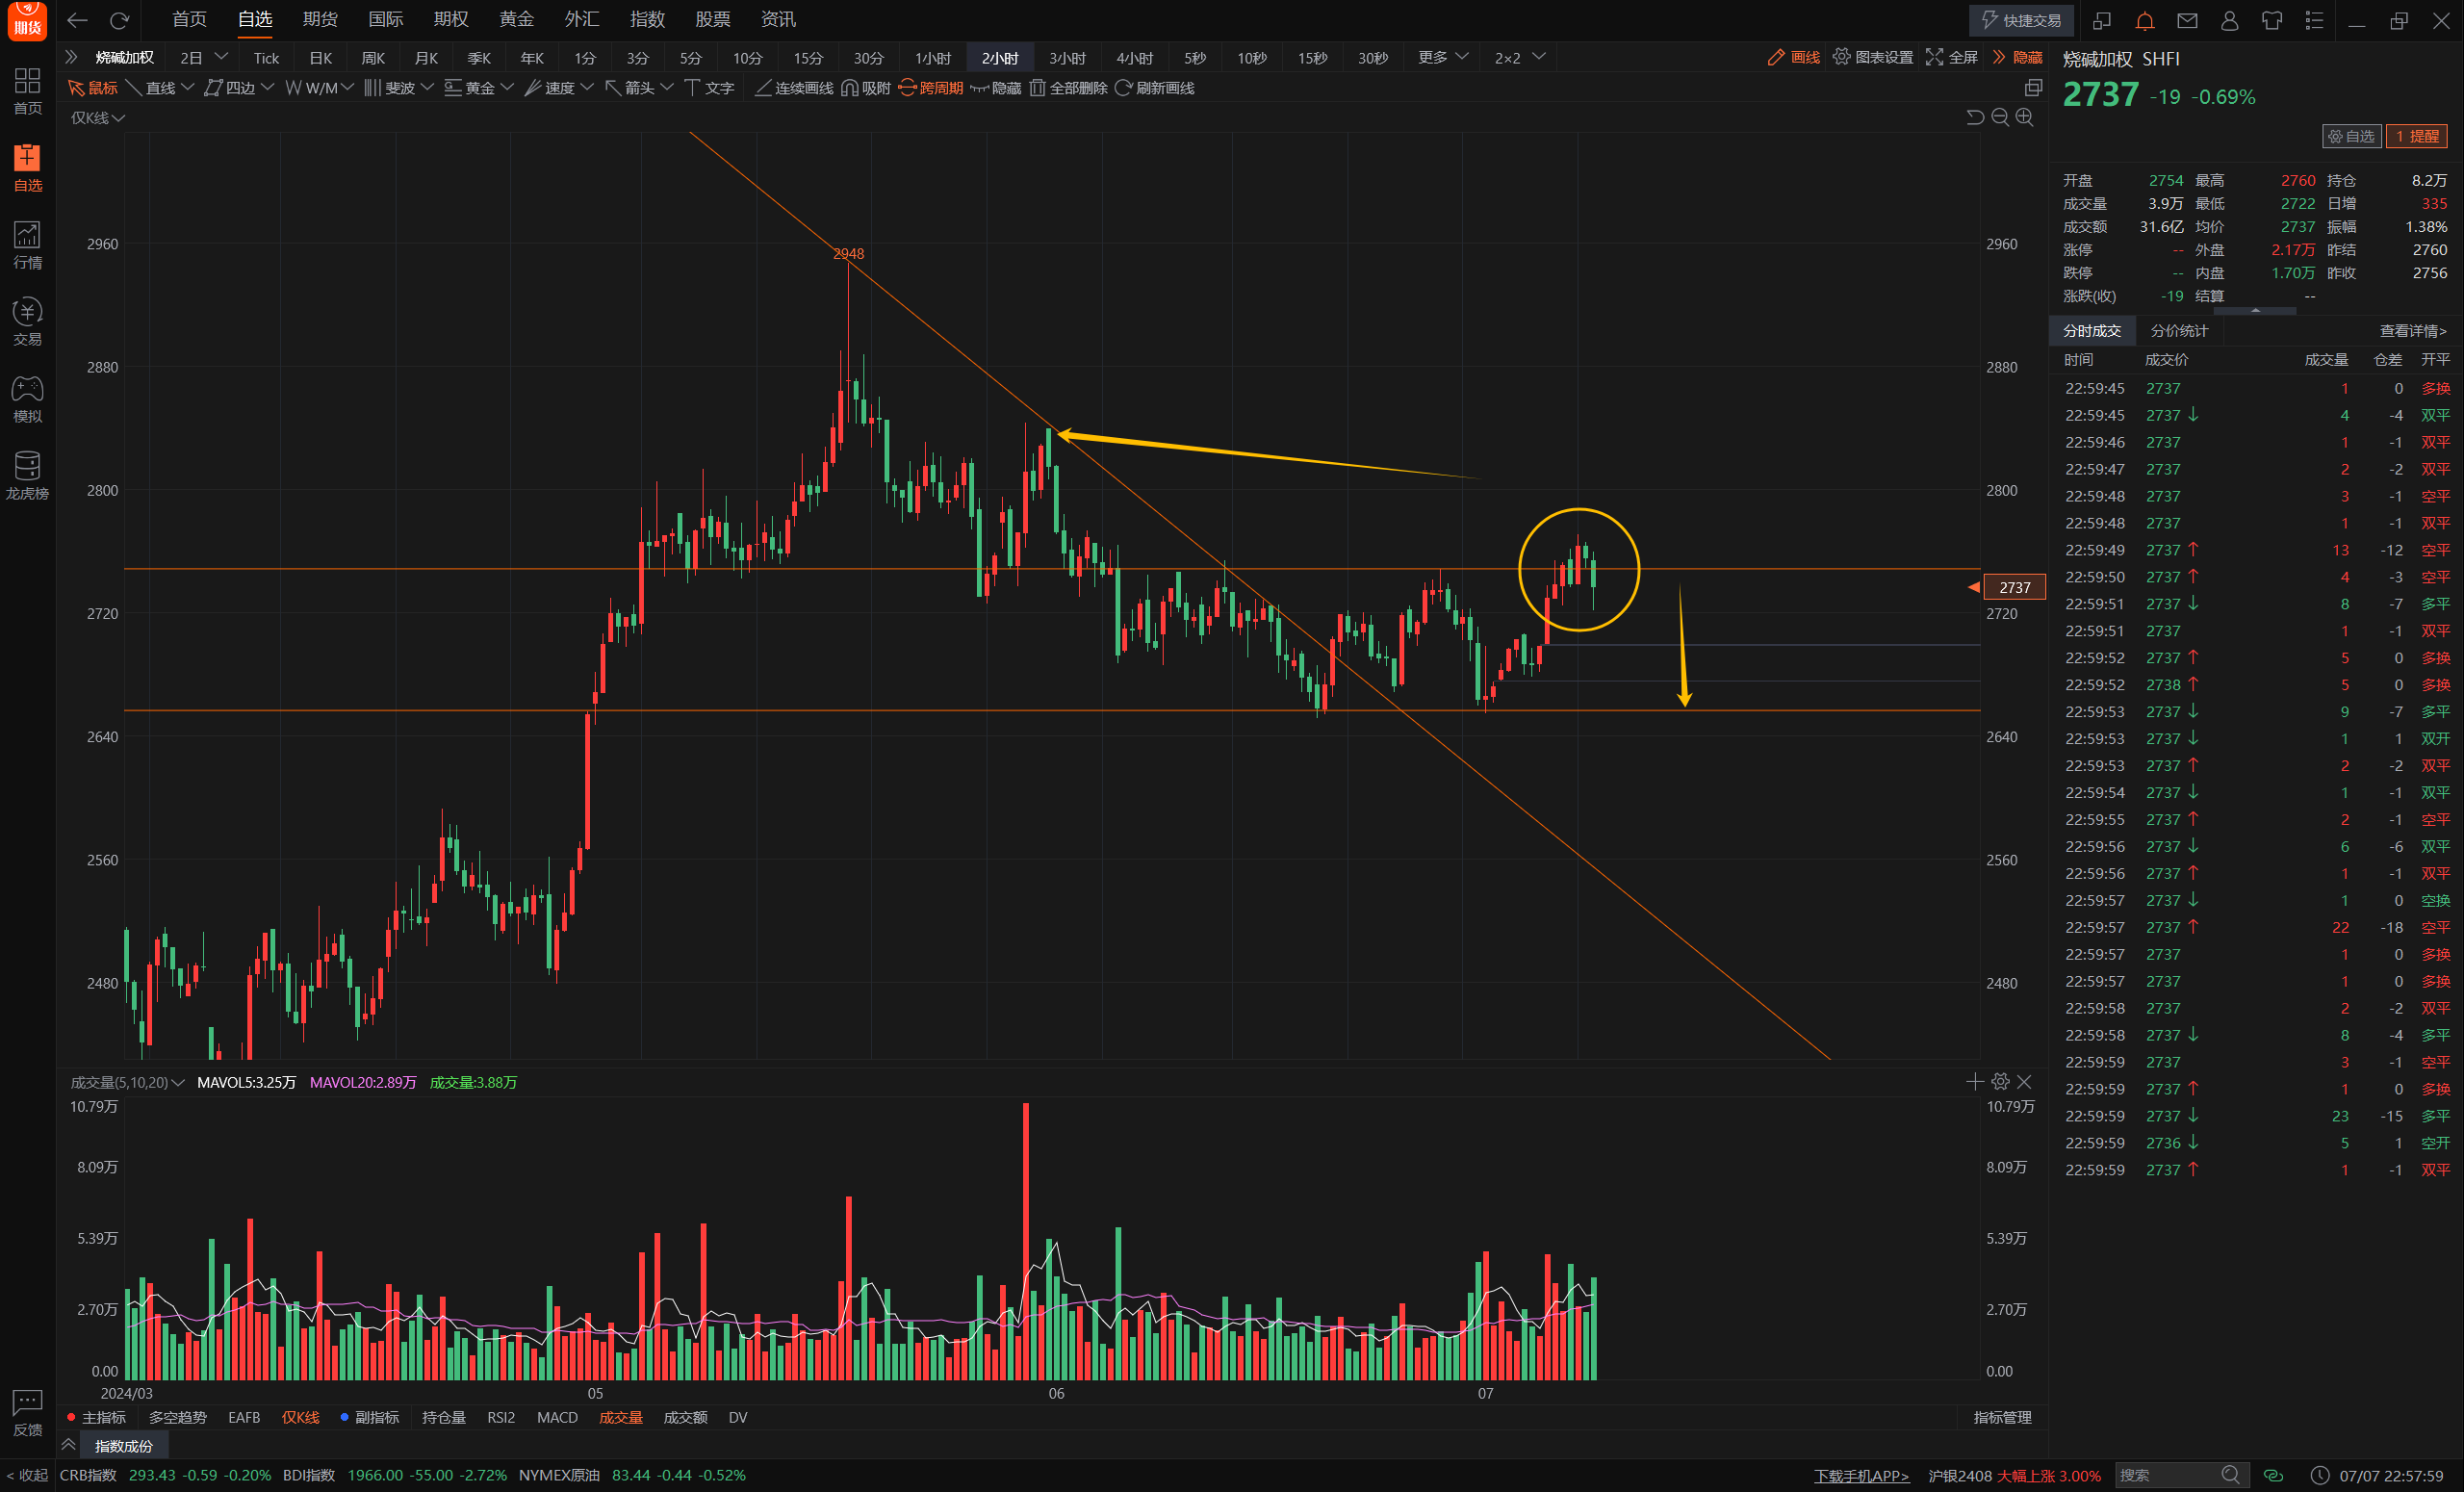 期货 首页 自选 期货 国际 期权 黄金 外汇 指数 股票 资讯 快捷交易
烧碱加权 2日 Tick 日K 周K 月K 季K 年K 1分 3分 5分 10分 15分 30分 1小时 2小时 3小时 4小时 5秒 10秒 15秒 30秒 更多 2×2 画线 图表设置 全屏 隐藏
鼠标 直线 四边 W/M 斐波 黄金 速度 箭头 文字 连续画线 吸附 跨周期 隐藏 全部删除 刷新画线
仅K线
首页
自选
行情
交易
模拟
龙虎榜
反馈
< 收起
2948
2960 2960
2880 2880
2800 2800
2737
2720 2720
2640 2640
2560 2560
2480 2480
成交量(5,10,20) MAVOL5:3.25万 MAVOL20:2.89万 成交量:3.88万
10.79万 10.79万
8.09万 8.09万
5.39万 5.39万
2.70万 2.70万
0.00 0.00
2024/03 05 06 07
主指标 多空趋势 EAFB 仅K线 副指标 持仓量 RSI2 MACD 成交量 成交额 DV 指标管理
指数成份
烧碱加权 SHFI
2737 -19 -0.69%
自选 1 提醒
开盘 2754 最高 2760 持仓 8.2万
成交量 3.9万 最低 2722 日增 335
成交额 31.6亿 均价 2737 振幅 1.38%
涨停 -- 外盘 2.17万 昨结 2760
跌停 -- 内盘 1.70万 昨收 2756
涨跌(收) -19 结算 --
分时成交 分价统计 查看详情>
时间 成交价 成交量 仓差 开平
22:59:45 2737 1 0 多换
22:59:45 2737 ↓ 4 -4 双平
22:59:46 2737 1 -1 双平
22:59:47 2737 2 -2 双平
22:59:48 2737 3 -1 空平
22:59:48 2737 1 -1 双平
22:59:49 2737 ↑ 13 -12 空平
22:59:50 2737 ↑ 4 -3 空平
22:59:51 2737 ↓ 8 -7 多平
22:59:51 2737 1 -1 双平
22:59:52 2737 ↑ 5 0 多换
22:59:52 2738 ↑ 5 0 多换
22:59:53 2737 ↓ 9 -7 多平
22:59:53 2737 ↓ 1 1 双开
22:59:53 2737 ↑ 2 -2 双平
22:59:54 2737 ↓ 1 -1 双平
22:59:55 2737 ↑ 2 -1 空平
22:59:56 2737 ↓ 6 -6 双平
22:59:56 2737 ↑ 1 -1 双平
22:59:57 2737 ↓ 1 0 空换
22:59:57 2737 ↑ 22 -18 空平
22:59:57 2737 1 0 多换
22:59:57 2737 1 0 多换
22:59:58 2737 2 -2 双平
22:59:58 2737 ↓ 8 -4 多平
22:59:59 2737 3 -1 空平
22:59:59 2737 ↑ 1 0 多换
22:59:59 2737 ↓ 23 -15 多平
22:59:59 2736 ↓ 5 1 空开
22:59:59 2737 ↑ 1 -1 双平
CRB指数 293.43 -0.59 -0.20% BDI指数 1966.00 -55.00 -2.72% NYMEX原油 83.44 -0.44 -0.52% 下载手机APP> 沪银2408 大幅上涨 3.00% 搜索 07/07 22:57:59